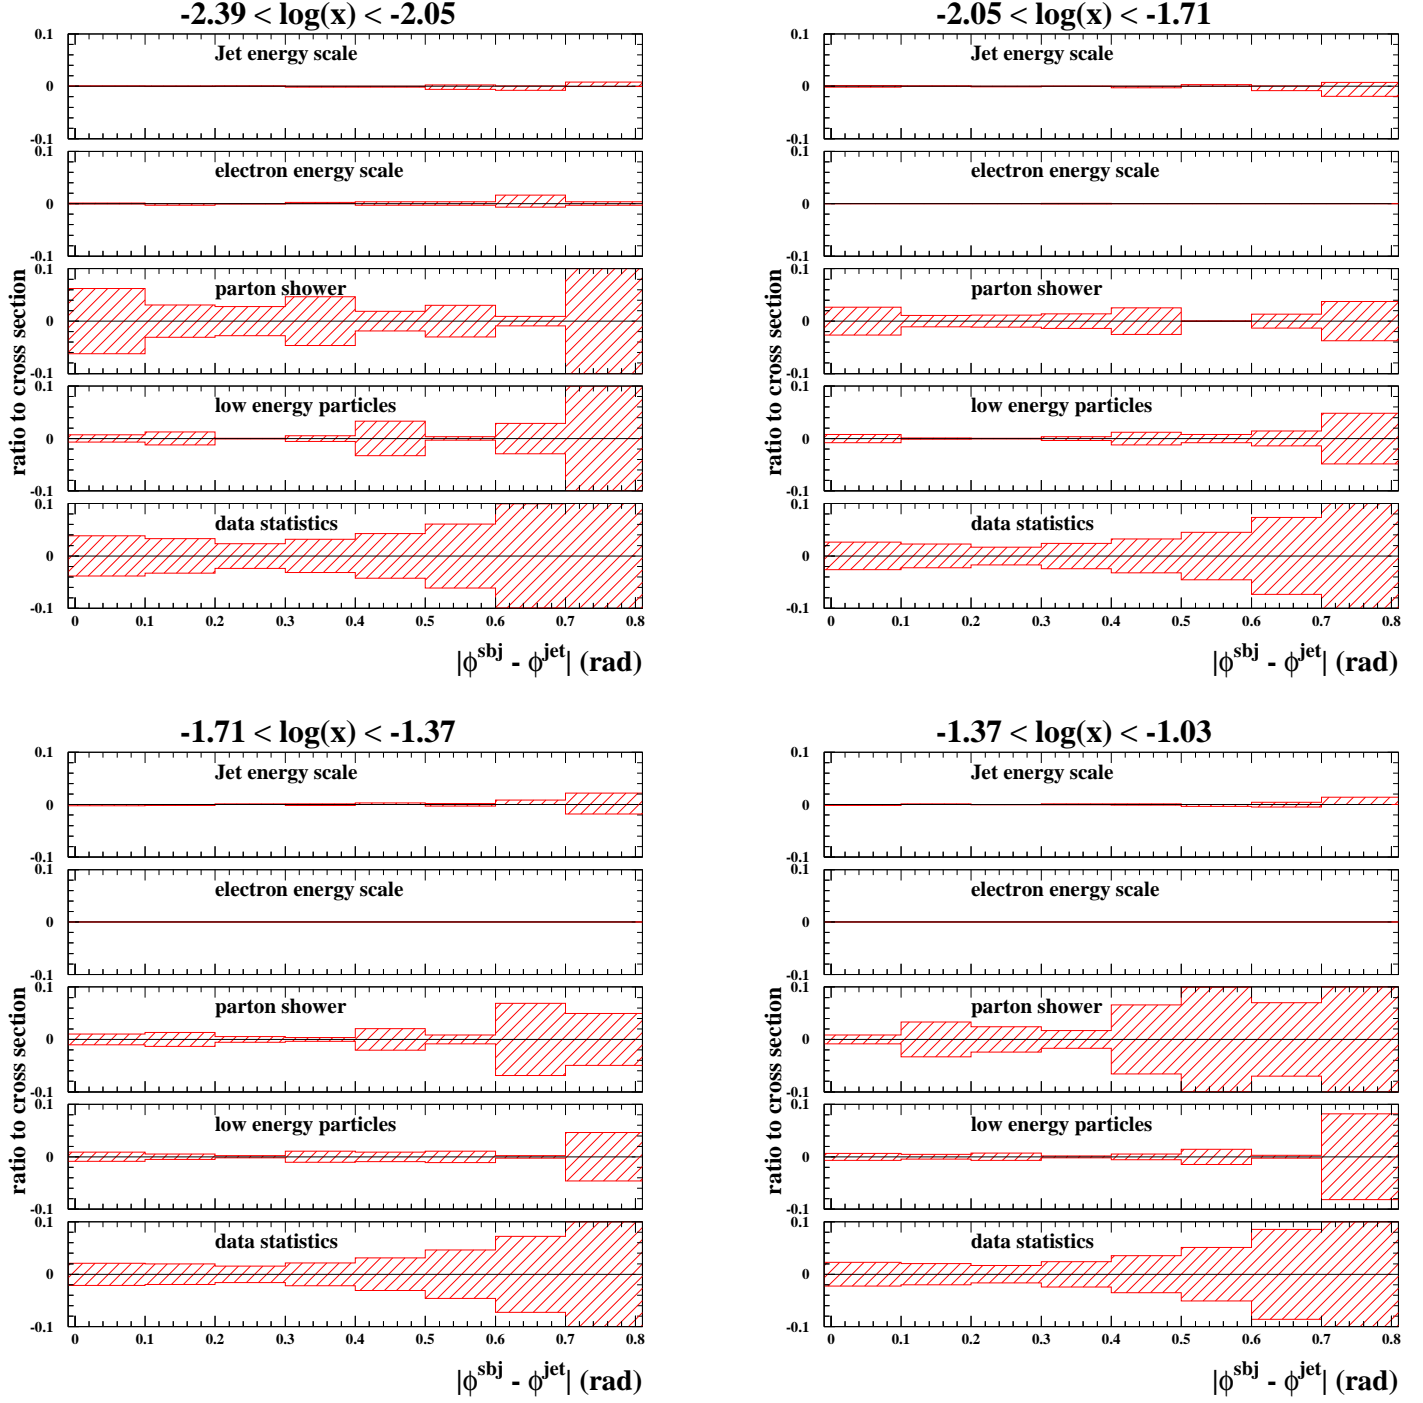 -2.39 < log(x) < -2.05
0.1
Jet energy scale
0
-0.1
0.1
electron energy scale
0
-0.1
0.1
parton shower
0
-0.1
0.1
low energy particles
0
-0.1
data statistics
0
-0.1
0 0.1 0.2 0.3 0.4 0.5 0.6 0.7 0.8
ratio to cross section
|ϕ^sbj - ϕ^jet| (rad)
-2.05 < log(x) < -1.71
0.1
Jet energy scale
0
-0.1
0.1
electron energy scale
0
-0.1
0.1
parton shower
0
-0.1
0.1
low energy particles
0
-0.1
0.1
data statistics
0
-0.1
0 0.1 0.2 0.3 0.4 0.5 0.6 0.7 0.8
ratio to cross section
|ϕ^sbj - ϕ^jet| (rad)
-1.71 < log(x) < -1.37
0.1
Jet energy scale
0
-0.1
0.1
electron energy scale
0
-0.1
0.1
parton shower
0
-0.1
0.1
low energy particles
0
-0.1
0.1
data statistics
0
-0.1
0 0.1 0.2 0.3 0.4 0.5 0.6 0.7 0.8
ratio to cross section
|ϕ^sbj - ϕ^jet| (rad)
-1.37 < log(x) < -1.03
0.1
Jet energy scale
0
-0.1
0.1
electron energy scale
0
-0.1
0.1
parton shower
0
-0.1
0.1
low energy particles
0
-0.1
0.1
data statistics
0
-0.1
0 0.1 0.2 0.3 0.4 0.5 0.6 0.7 0.8
ratio to cross section
|ϕ^sbj - ϕ^jet| (rad)